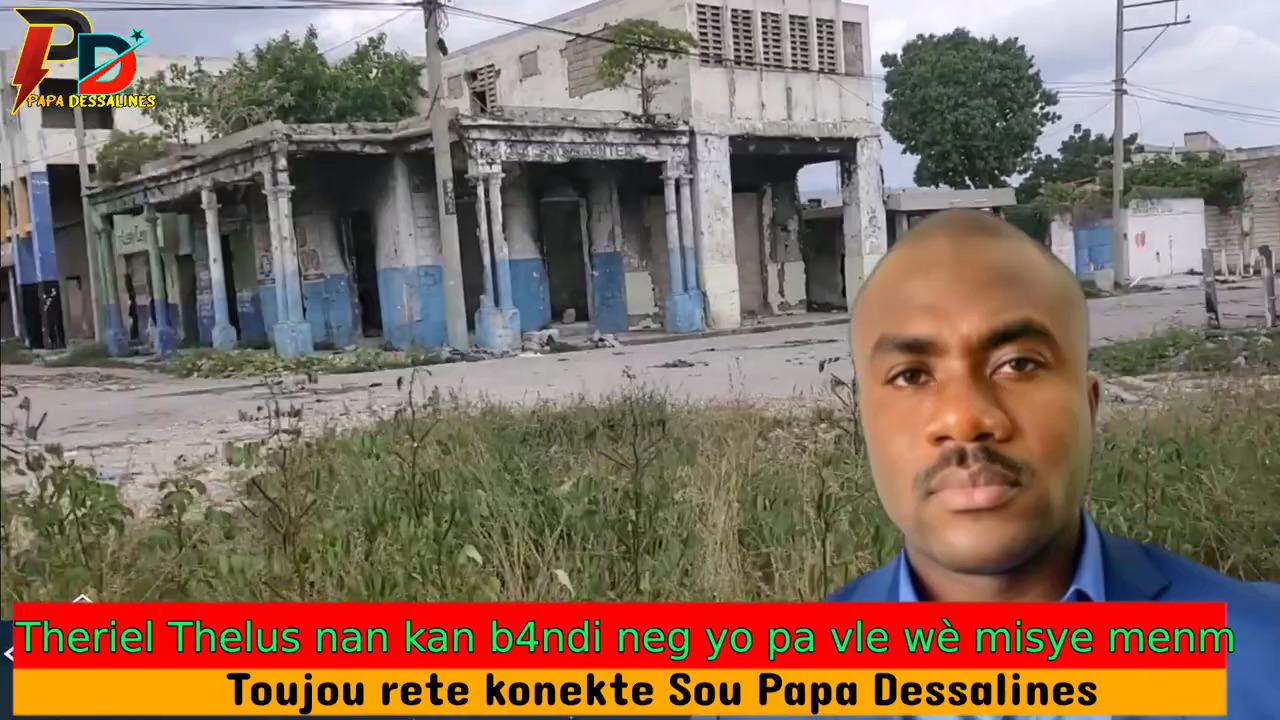 PD
PAPA DESSALINES
Theriel Thelus nan kan b4ndi neg yo pa vle wè misye menm
Toujou rete konekte Sou Papa Dessalines